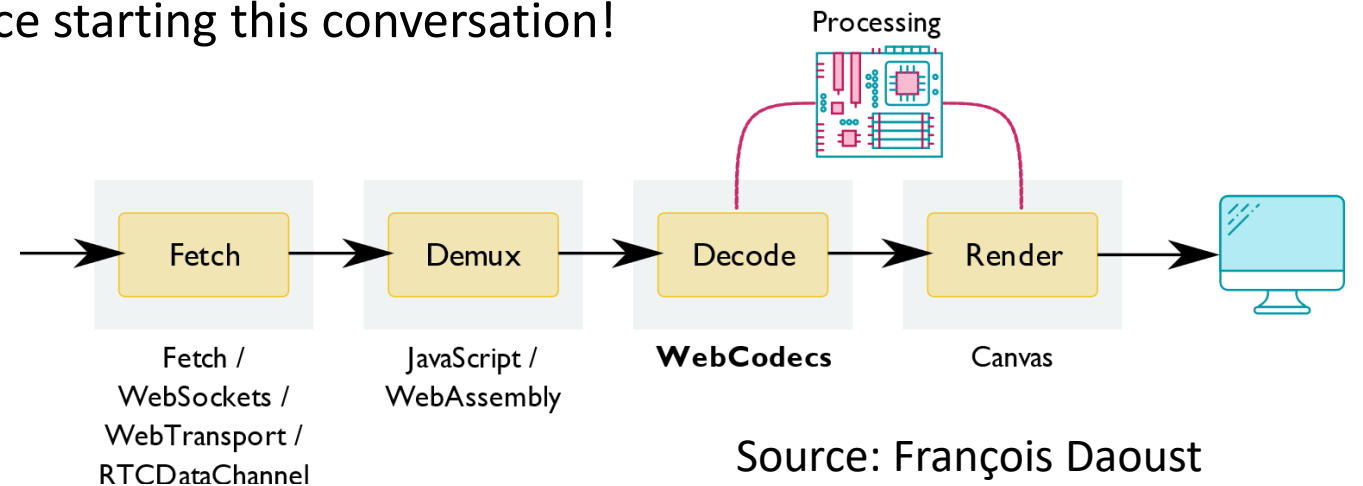 ce starting this conversation!
Processing
Fetch
Demux
Decode
Render
Fetch /
WebSockets /
WebTransport /
RTCDataChannel
JavaScript /
WebAssembly
WebCodecs
Canvas
Source: François Daoust